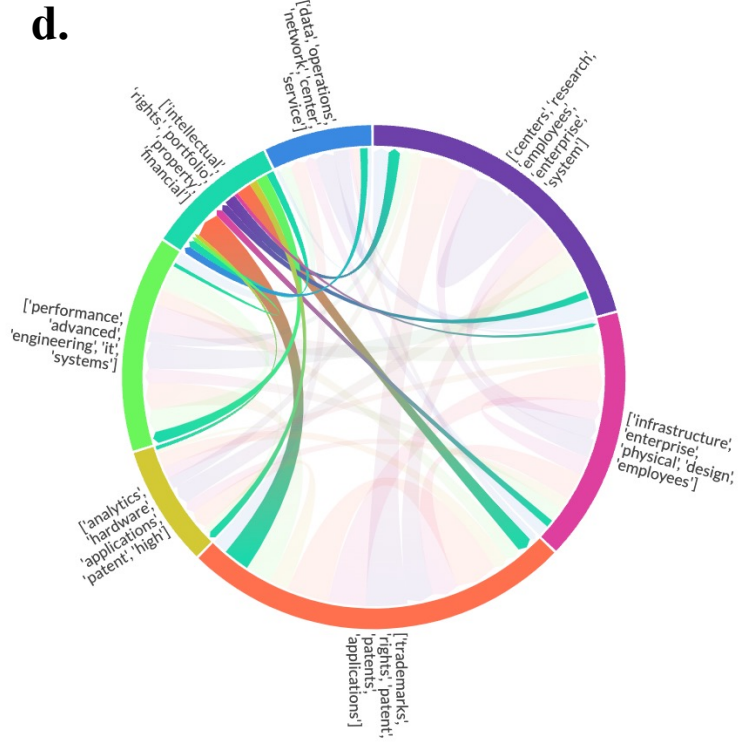 d.
['data', 'operations',
'network', 'center',
'service']
['centers', 'research',
'employees',
'enterprise',
'system']
['infrastructure',
'enterprise',
'physical', 'design',
'employees']
['trademarks',
'rights', 'patent',
'patents',
'applications']
['analytics',
'hardware',
'applications',
'patent', 'high']
['performance',
'advanced',
'engineering', 'it',
'systems']
['intellectual',
'rights', 'portfolio',
'property',
'financial']